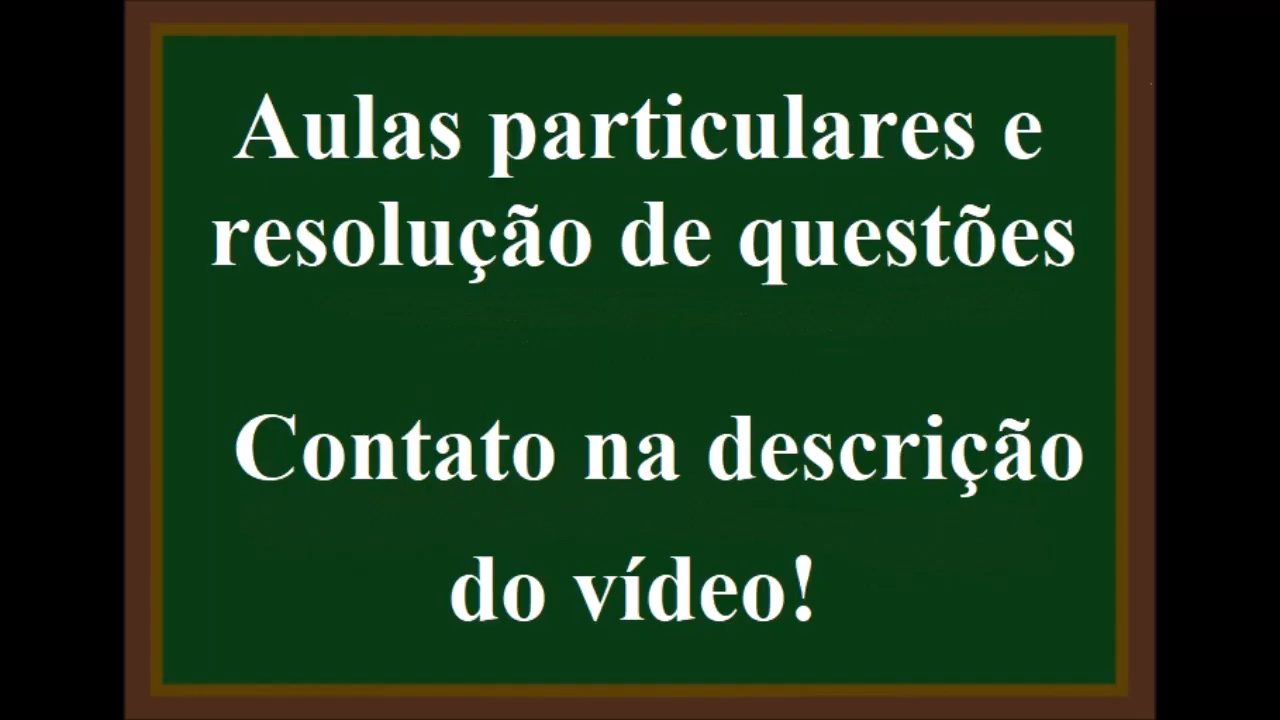 Aulas particulares e
resolução de questões
Contato na descrição
do vídeo!